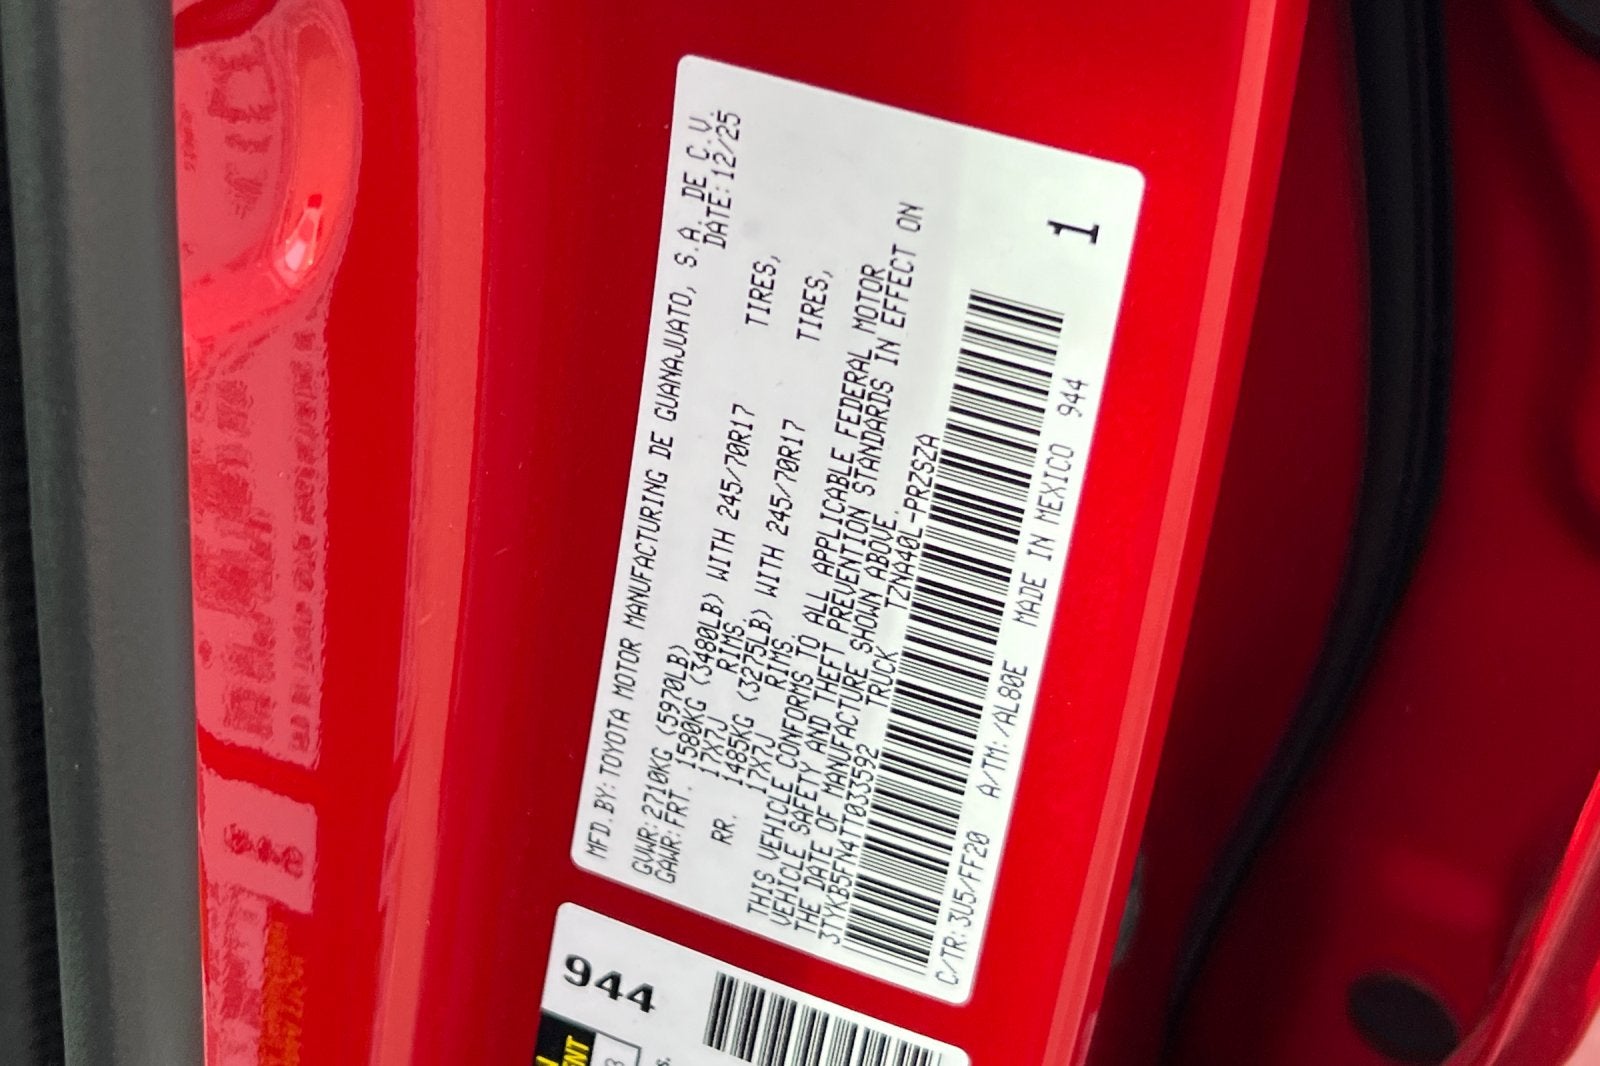 MFD.BY:TOYOTA MOTOR MANUFACTURING DE GUANAJUATO, S.A. DE C.V.
DATE:12/25
GVWR:2710KG (5970LB)
GAWR:FRT. 1580KG (3480LB) WITH 245/70R17 TIRES,
17X7J RIMS
RR. 1485KG (3275LB) WITH 245/70R17 TIRES,
17X7J RIMS.
THIS VEHICLE CONFORMS TO ALL APPLICABLE FEDERAL MOTOR
VEHICLE SAFETY AND THEFT PREVENTION STANDARDS IN EFFECT ON
THE DATE OF MANUFACTURE SHOWN ABOVE.
3TYKB5FN4TT033592 TRUCK TZNA40L-PRZSZA
1
C/TR:3U5/FF20 A/TM:/AL80E MADE IN MEXICO 944
944